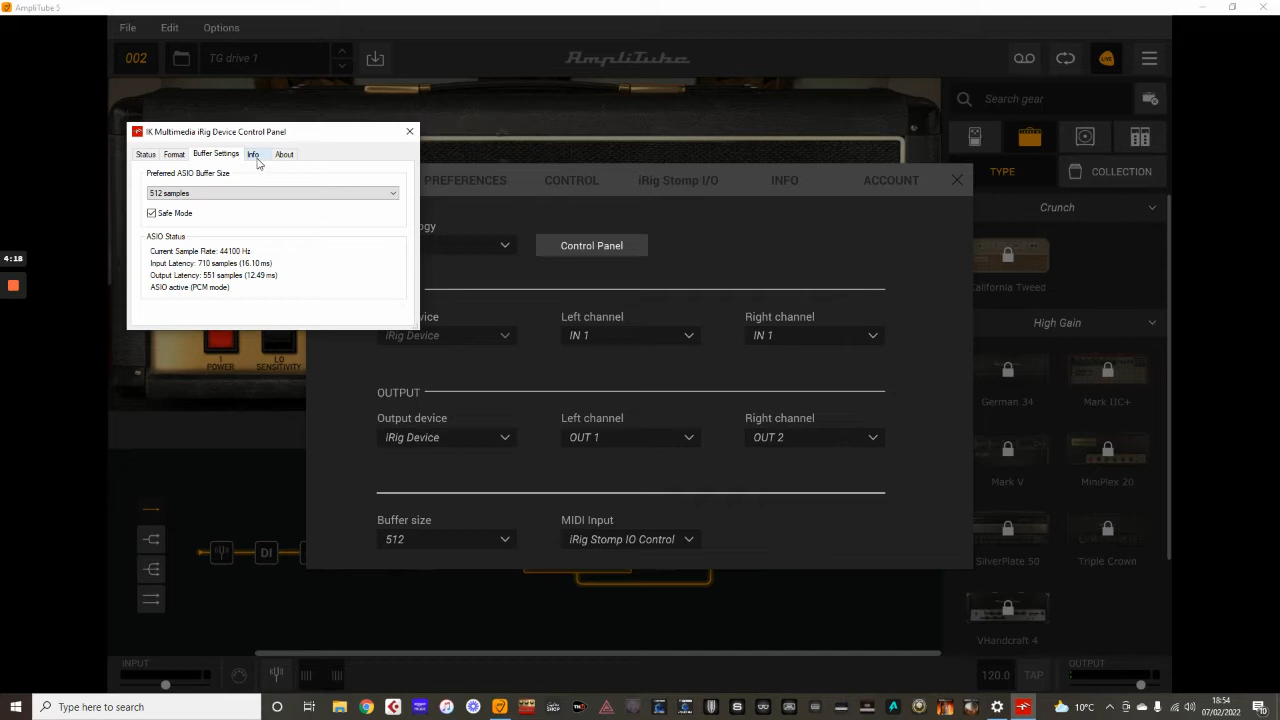 AmpliTube 5
File Edit Options
002 TG drive 1 AmpliTube LIVE
Search gear
IK Multimedia iRig Device Control Panel
Status Format Buffer Settings Info About
Preferred ASIO Buffer Size
512 samples
Safe Mode
ASIO Status
Current Sample Rate: 44100 Hz
Input Latency: 710 samples (16.10 ms)
Output Latency: 551 samples (12.49 ms)
ASIO active (PCM mode)
PREFERENCES CONTROL iRig Stomp I/O INFO ACCOUNT
TYPE COLLECTION
Crunch
Control Panel
4:18
California Tweed
Left channel Right channel
iRig Device IN 1 IN 1
High Gain
I LO
POWER SENSITIVITY
OUTPUT
German 34 Mark IIC+
Output device Left channel Right channel
iRig Device OUT 1 OUT 2
Mark V MiniPlex 20
Buffer size MIDI Input
512 iRig Stomp IO Control
DI
SilverPlate 50 Triple Crown
VHandcraft 4
INPUT 120.0 TAP OUTPUT
Type here to search
10°C
18:54
07/02/2022